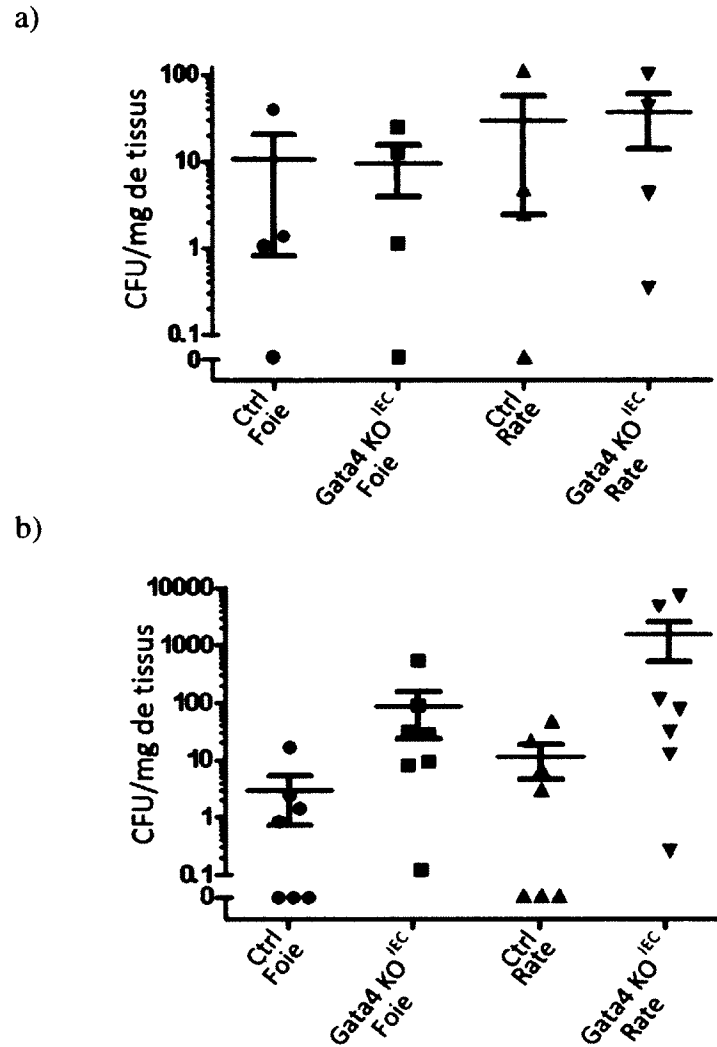 a)
CFU/mg de tissus
100
10
1
0.1
0
Ctrl
Foie
Gata4 KO IEC
Foie
Ctrl
Rate
Gata4 KO IEC
Rate
b)
CFU/mg de tissus
10000
1000
100
10
1
0.1
0
Ctrl
Foie
Gata4 KO IEC
Foie
Ctrl
Rate
Gata4 KO IEC
Rate